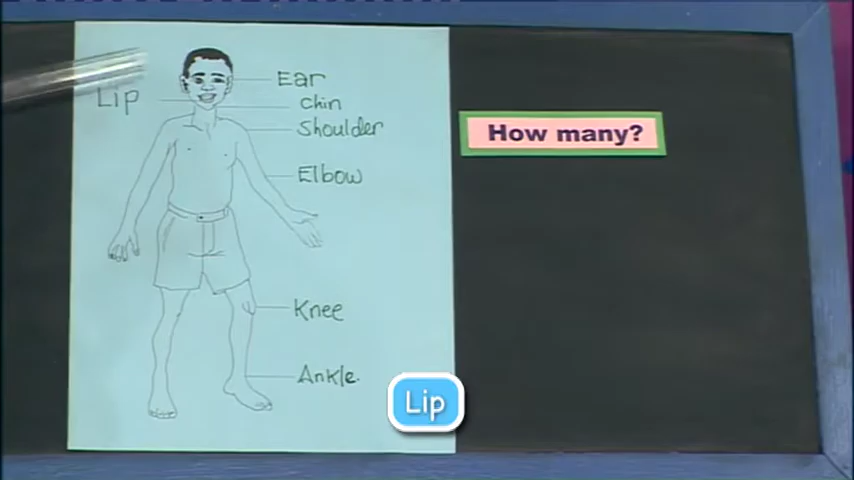 Ear
Lip
chin
Shoulder
How many?
Elbow
Knee
Ankle.
Lip